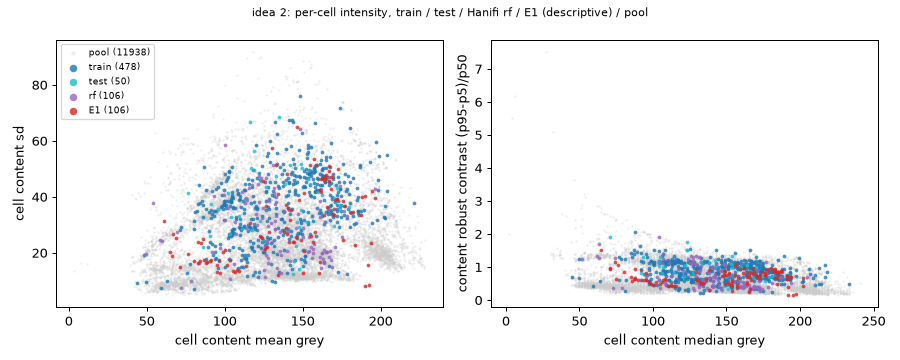 idea 2: per-cell intensity, train / test / Hanifi rf / E1 (descriptive) / pool
pool (11938)
train (478)
test (50)
rf (106)
E1 (106)
cell content sd
80
60
40
20
0
50
100
150
200
cell content mean grey
content robust contrast (p95-p5)/p50
7
6
5
4
3
2
1
0
0
50
100
150
200
250
cell content median grey